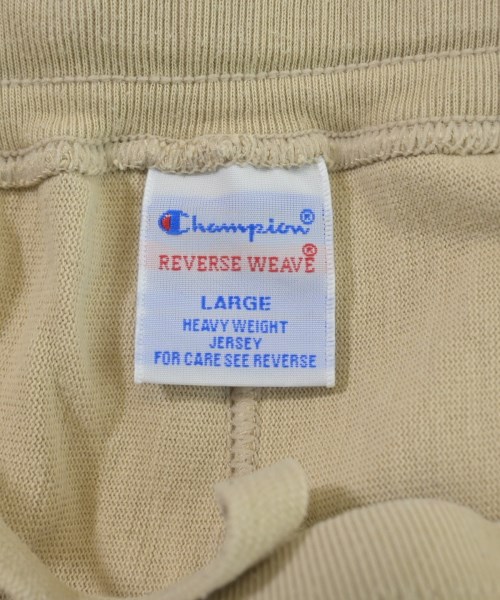 Champion®
REVERSE WEAVE®
LARGE
HEAVY WEIGHT
JERSEY
FOR CARE SEE REVERSE